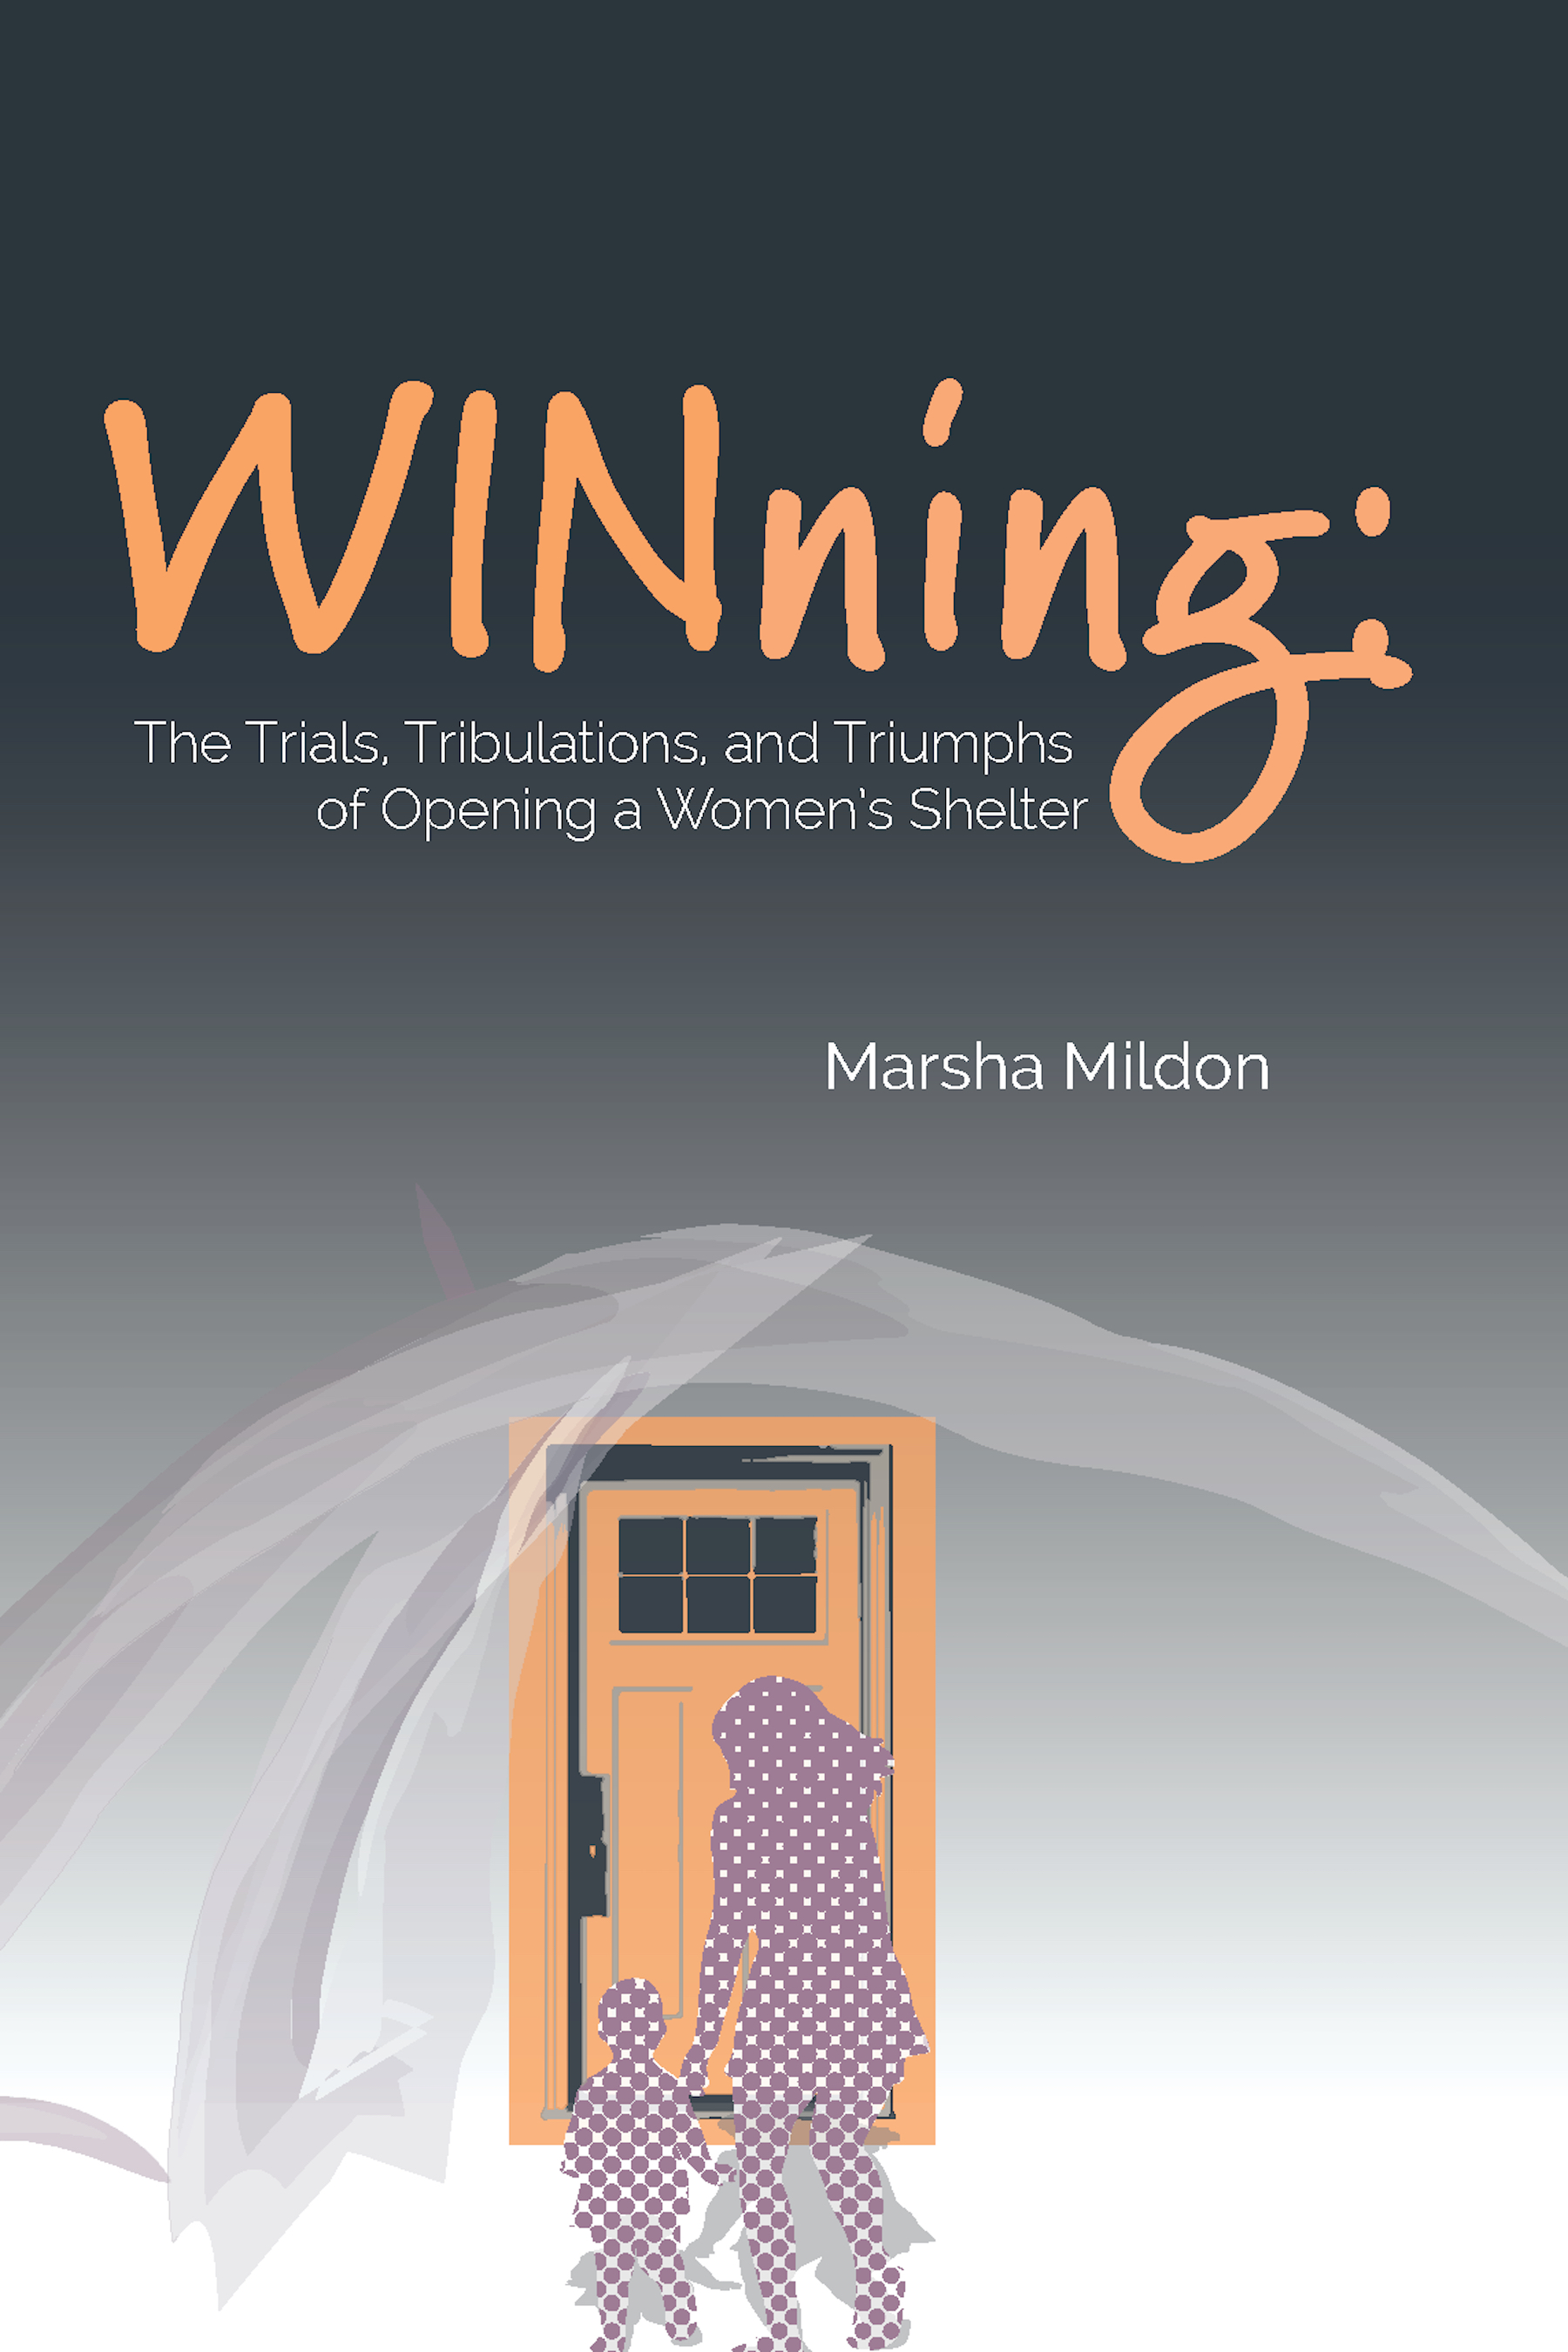 WINning:
The Trials, Tribulations, and Triumphs
of Opening a Women's Shelter
Marsha Mildon